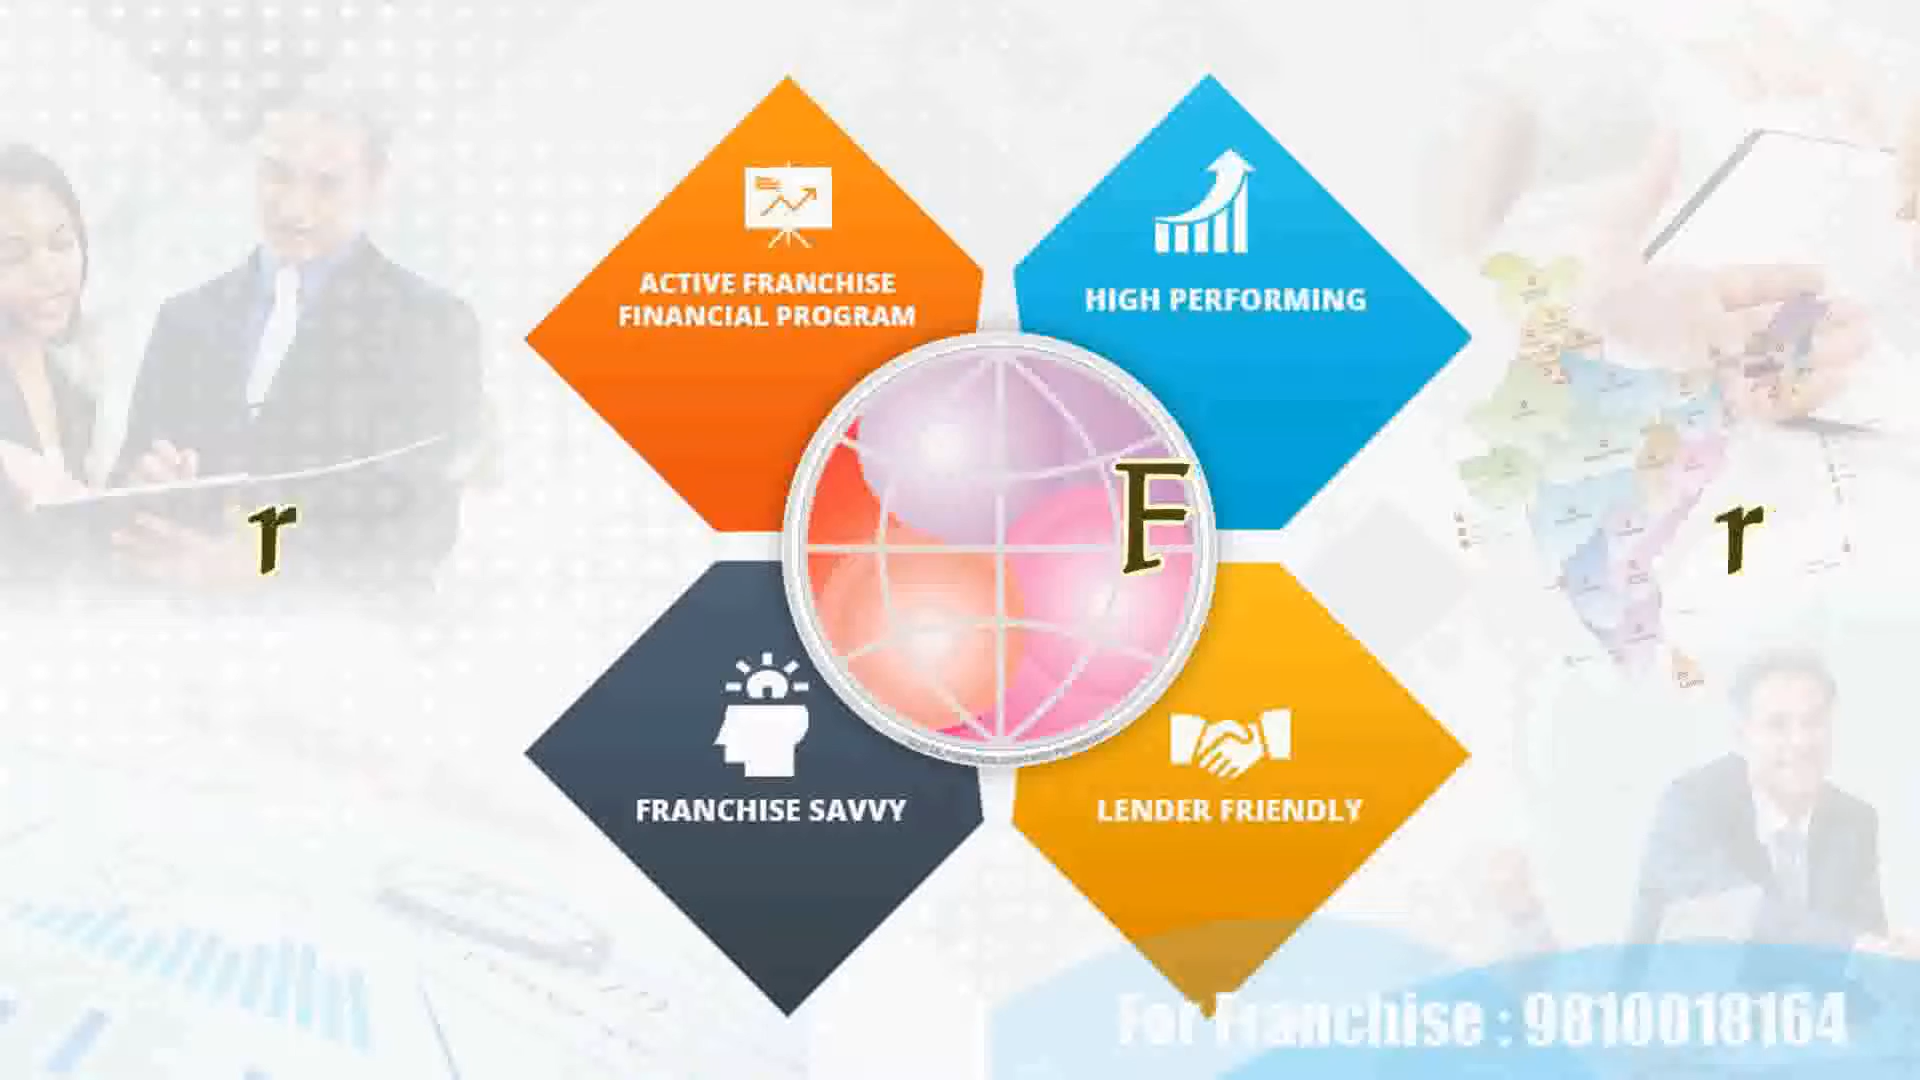 ACTIVE FRANCHISE
FINANCIAL PROGRAM
HIGH PERFORMING
r F r
FRANCHISE SAVVY
LENDER FRIENDLY
For Franchise : 9810018164